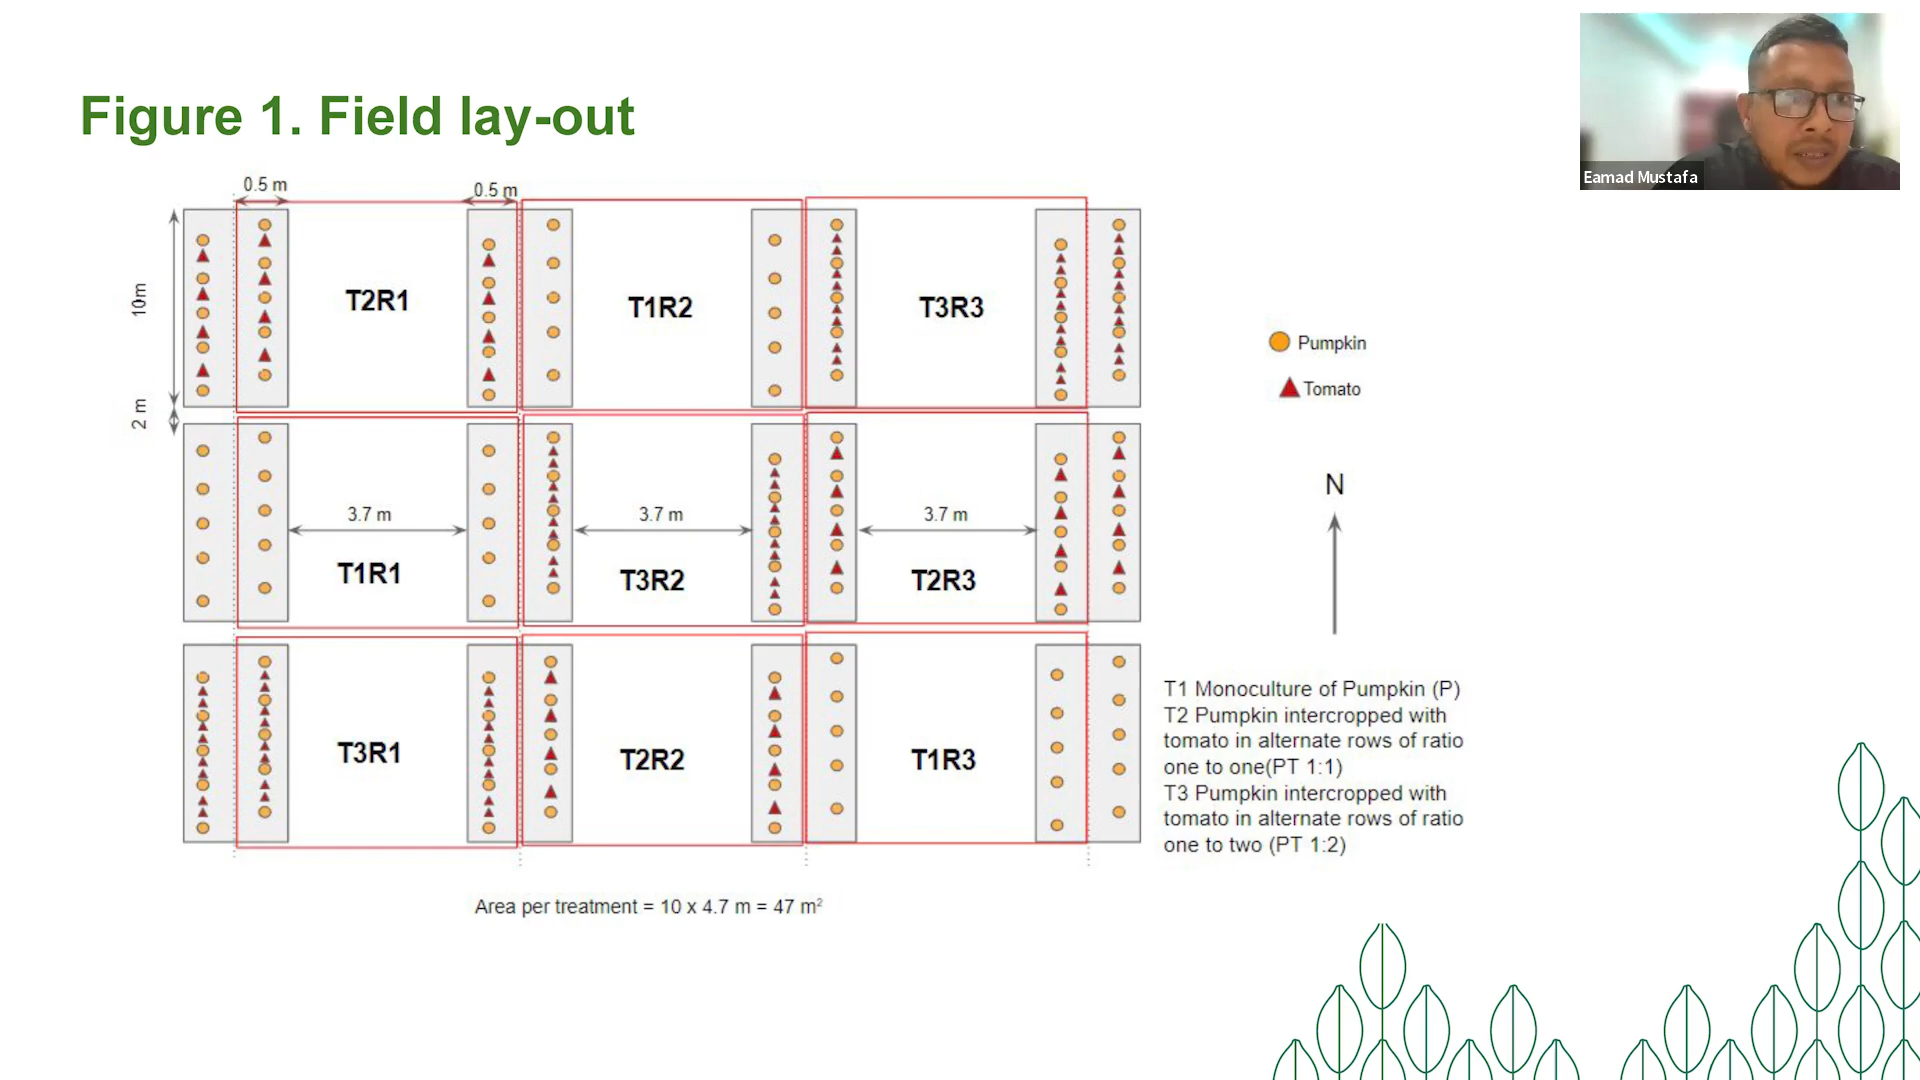 Eamad Mustafa
Figure 1. Field lay-out
0.5 m
0.5 m
10m
T2R1
T1R2
T3R3
Pumpkin
Tomato
2 m
N
3.7 m
3.7 m
3.7 m
T1R1
T3R2
T2R3
T3R1
T2R2
T1R3
T1 Monoculture of Pumpkin (P)
T2 Pumpkin intercropped with
tomato in alternate rows of ratio
one to one(PT 1:1)
T3 Pumpkin intercropped with
tomato in alternate rows of ratio
one to two (PT 1:2)
Area per treatment = 10 x 4.7 m = 47 m²